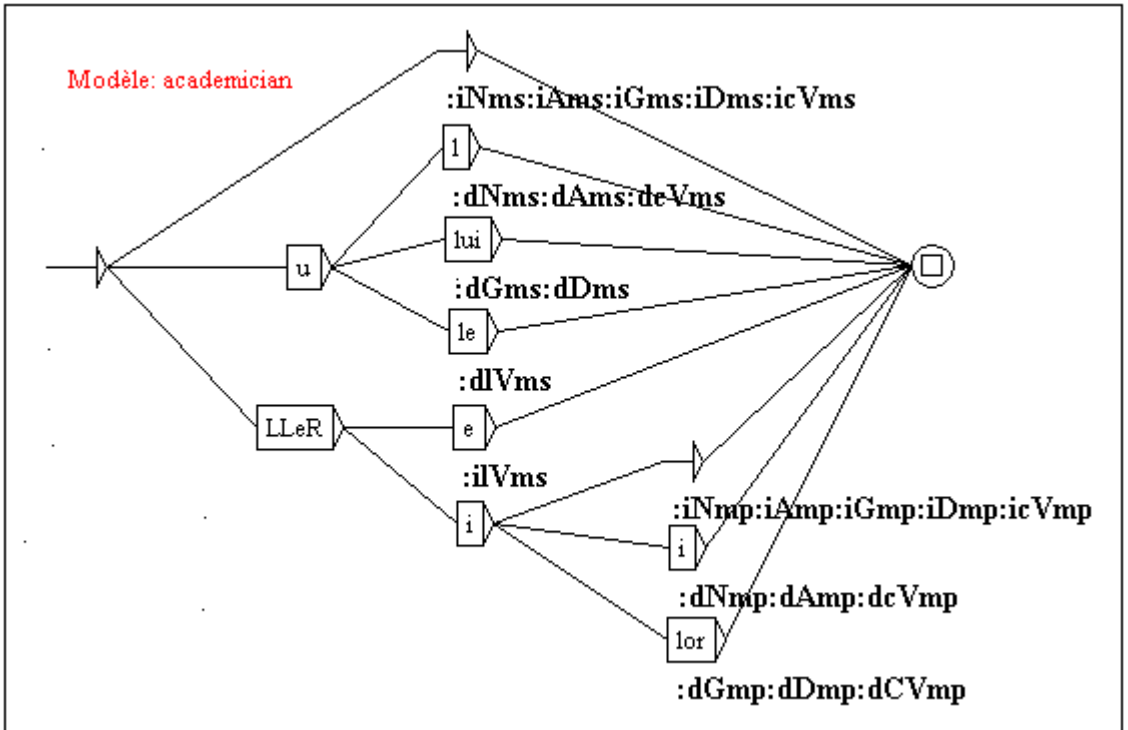 Modèle: academician
:iNms:iAms:iGms:iDms:icVms
l
:dNms:dAms:dcVms
u
lui
:dGms:dDms
le
:dlVms
LLeR
e
:ilVms
i
:iNmp:iAmp:iGmp:iDmp:icVmp
i
:dNmp:dAmp:dcVmp
lor
:dGmp:dDmp:dCVmp